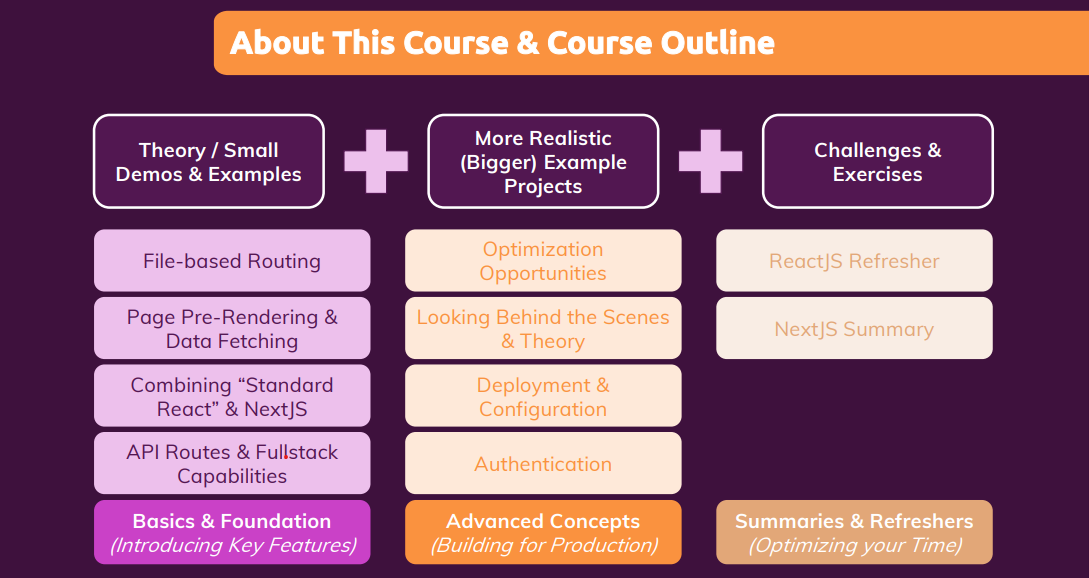 About This Course & Course Outline
Theory / Small
Demos & Examples
More Realistic
(Bigger) Example
Projects
Challenges &
Exercises
File-based Routing
Page Pre-Rendering &
Data Fetching
Combining “Standard
React” & NextJS
API Routes & Fullstack
Capabilities
Basics & Foundation
(Introducing Key Features)
Optimization
Opportunities
Looking Behind the Scenes
& Theory
Deployment &
Configuration
Authentication
Advanced Concepts
(Building for Production)
ReactJS Refresher
NextJS Summary
Summaries & Refreshers
(Optimizing your Time)